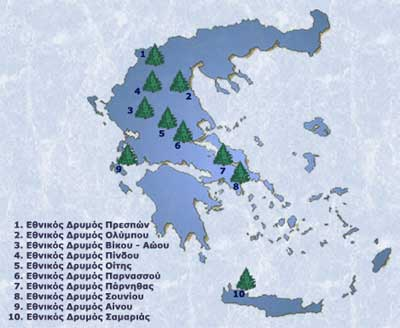 1
4
2
3
5
6
7
9
8
10
1. Εθνικός Δρυμός Πρεσπών
2. Εθνικός Δρυμός Ολύμπου
3. Εθνικός Δρυμός Βίκου - Αώου
4. Εθνικός Δρυμός Πίνδου
5. Εθνικός Δρυμός Οίτης
6. Εθνικός Δρυμός Παρνασσού
7. Εθνικός Δρυμός Πάρνηθας
8. Εθνικός Δρυμός Σουνίου
9. Εθνικός Δρυμός Αίνου
10. Εθνικός Δρυμός Σαμαριάς